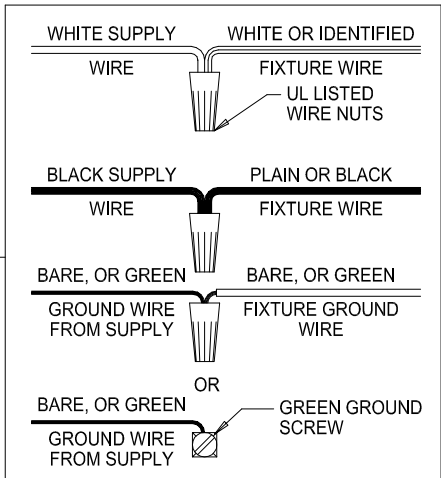 WHITE SUPPLY WHITE OR IDENTIFIED
WIRE FIXTURE WIRE
UL LISTED
WIRE NUTS
BLACK SUPPLY PLAIN OR BLACK
WIRE FIXTURE WIRE
BARE, OR GREEN BARE, OR GREEN
GROUND WIRE FIXTURE GROUND
FROM SUPPLY WIRE
OR
BARE, OR GREEN GREEN GROUND
SCREW
GROUND WIRE
FROM SUPPLY